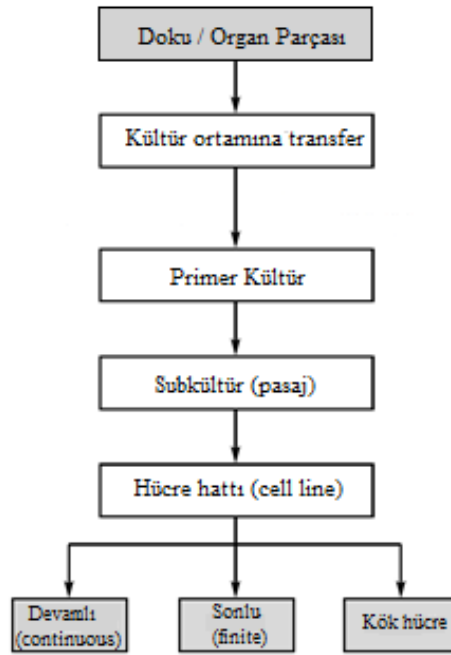 Doku / Organ Parçası
Kültür ortamına transfer
Primer Kültür
Subkültür (pasaj)
Hücre hattı (cell line)
Devamlı
(continuous)
Sonlu
(finite)
Kök hücre